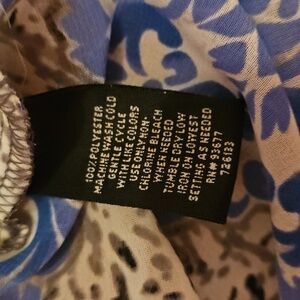 100% POLYESTER
MACHINE WASH COLD
GENTLE CYCLE
WITH LIKE COLORS
USE ONLY NON-
CHLORINE BLEACH
WHEN NEEDED
TUMBLE DRY LOW
IRON ON LOWEST
SETTING AS NEEDED
RN# 93677
726133